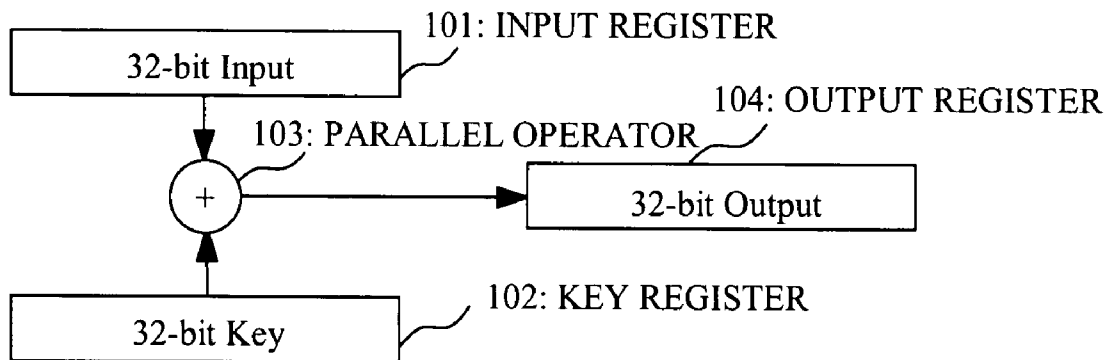 101: INPUT REGISTER
32-bit Input
104: OUTPUT REGISTER
103: PARALLEL OPERATOR
+
32-bit Output
102: KEY REGISTER
32-bit Key